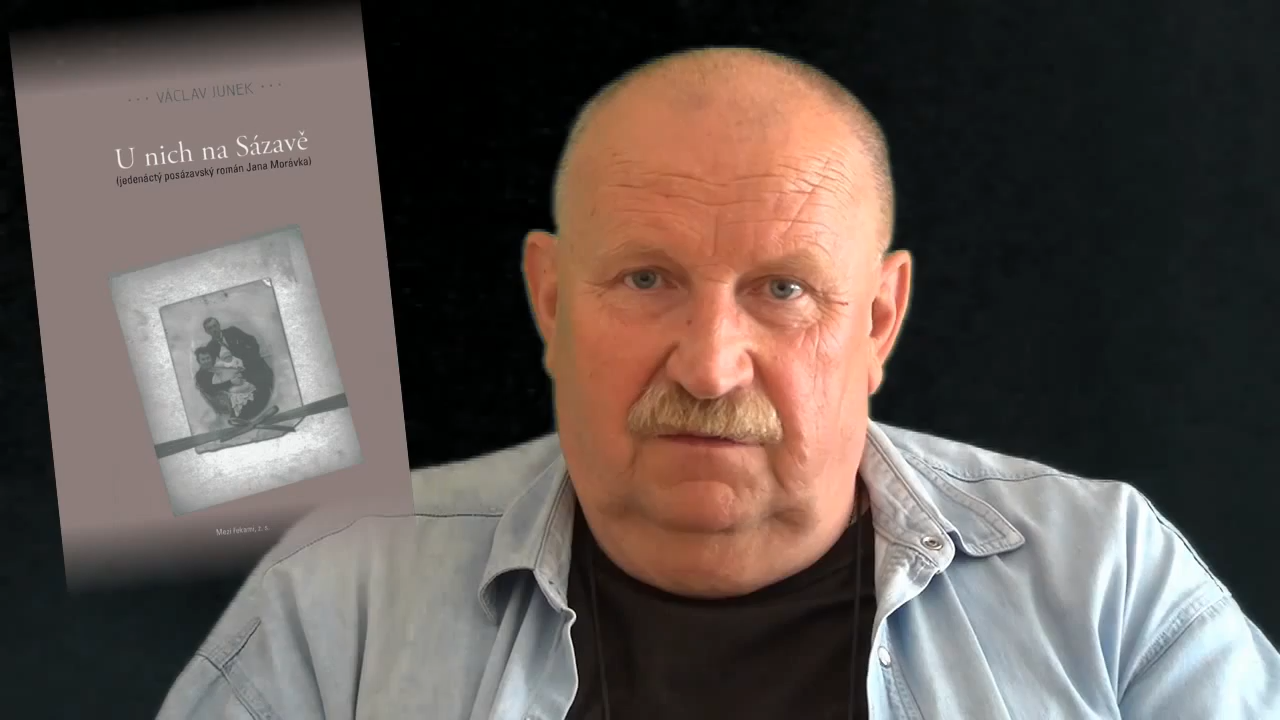 ··· VÁCLAV JUNEK ···
U nich na Sázavě
(jedenáctý posázavský román Jana Morávka)
Mezi řekami, z. s.